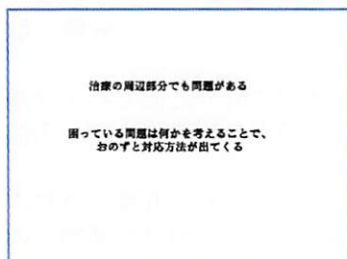 治療の周辺部分でも問題がある
困っている問題は何かを考えることで、
おのずと対応方法が出てくる